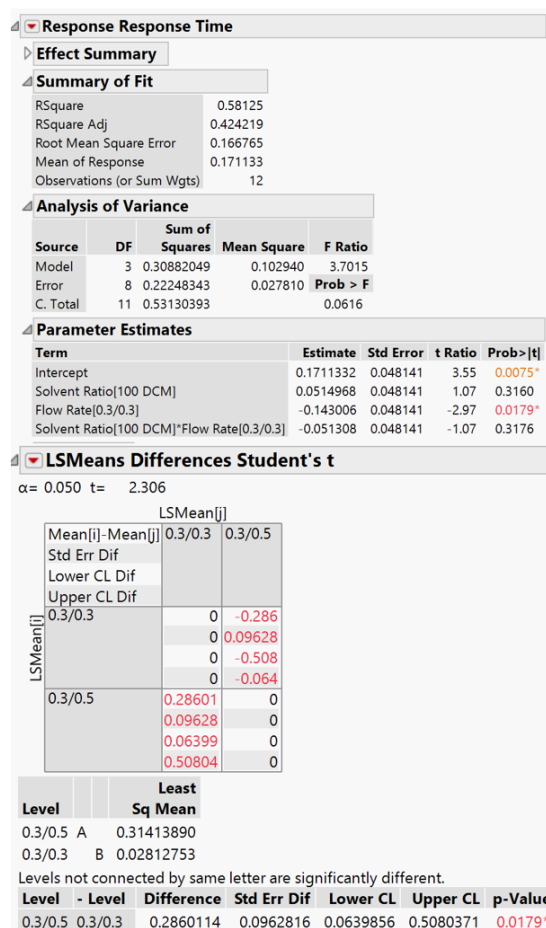 Response Response Time
Effect Summary
Summary of Fit
RSquare 0.58125
RSquare Adj 0.424219
Root Mean Square Error 0.166765
Mean of Response 0.171133
Observations (or Sum Wgts) 12
Analysis of Variance
Sum of
Source DF Squares Mean Square F Ratio
Model 3 0.30882049 0.102940 3.7015
Error 8 0.22248343 0.027810 Prob > F
C. Total 11 0.53130393 0.0616
Parameter Estimates
Term Estimate Std Error t Ratio Prob>|t|
Intercept 0.1711332 0.048141 3.55 0.0075*
Solvent Ratio[100 DCM] 0.0514968 0.048141 1.07 0.3160
Flow Rate[0.3/0.3] -0.143006 0.048141 -2.97 0.0179*
Solvent Ratio[100 DCM]*Flow Rate[0.3/0.3] -0.051308 0.048141 -1.07 0.3176
LSMeans Differences Student's t
α= 0.050 t= 2.306
LSMean[j]
Mean[i]-Mean[j] 0.3/0.3 0.3/0.5
Std Err Dif
Lower CL Dif
Upper CL Dif
LSMean[i]
0.3/0.3 0 -0.286
0 0.09628
0 -0.508
0 -0.064
0.3/0.5 0.28601 0
0.09628 0
0.06399 0
0.50804 0
Least
Level Sq Mean
0.3/0.5 A 0.31413890
0.3/0.3 B 0.02812753
Levels not connected by same letter are significantly different.
Level - Level Difference Std Err Dif Lower CL Upper CL p-Value
0.3/0.5 0.3/0.3 0.2860114 0.0962816 0.0639856 0.5080371 0.0179*